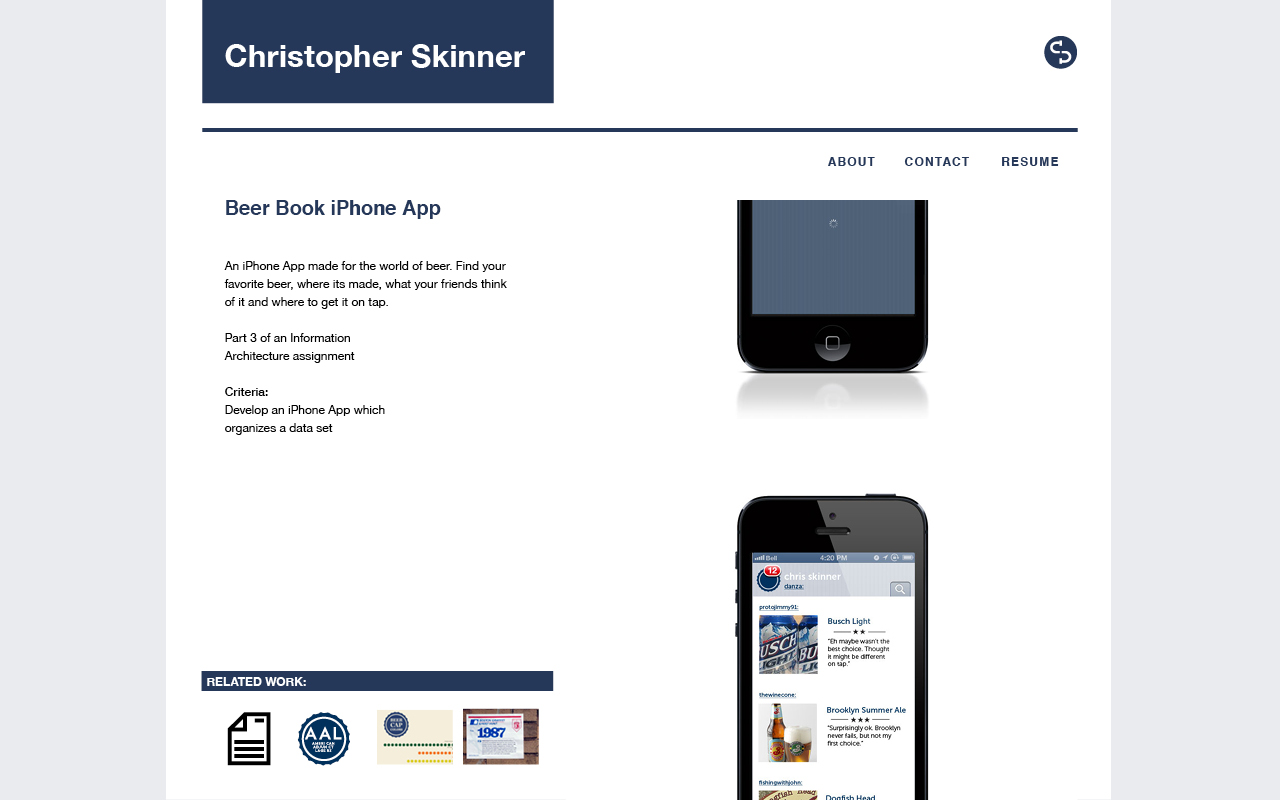 Christopher Skinner
ABOUT CONTACT RESUME
Beer Book iPhone App
An iPhone App made for the world of beer. Find your
favorite beer, where its made, what your friends think
of it and where to get it on tap.
Part 3 of an Information
Architecture assignment
Criteria:
Develop an iPhone App which
organizes a data set
Bell 4:20 PM
12
chris skinner
danza:
protojimmy91:
BUSCH
LIGHT
BU
Busch Light
★★
"Eh maybe wasn't the
best choice. Thought
it might be different
on tap."
thewinecone:
Brooklyn Summer Ale
★★★
"Surprisingly ok. Brooklyn
never fails, but not my
first choice."
fishingwithjohn:
Dogfish Head
RELATED WORK:
AAL
BEER
CAP
1987